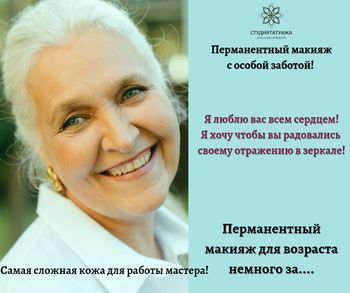 СТУДИЯТАТУАЖА
Перманентный макияж
с особой заботой!
Я люблю вас всем сердцем!
Я хочу чтобы вы радовались
своему отражению в зеркале!
Перманентный
макияж для возраста
немного за....
Самая сложная кожа для работы мастера!